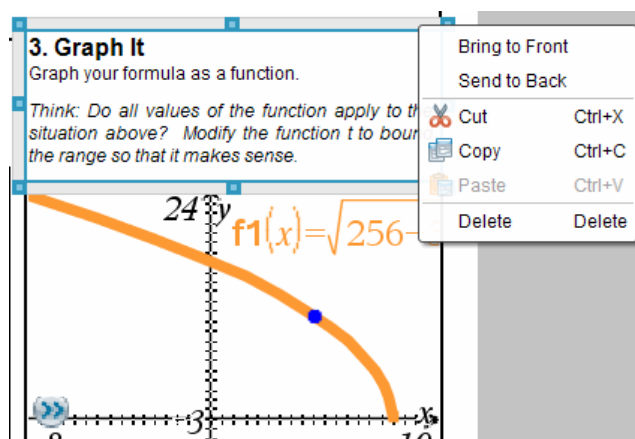 3. Graph It
Graph your formula as a function.
Think: Do all values of the function apply to
situation above? Modify the function t to
the range so that it makes sense.
Bring to Front
Send to Back
Cut Ctrl+X
Copy Ctrl+C
Paste Ctrl+V
Delete Delete
24 y
f1(x)=√256-
-3
x
10